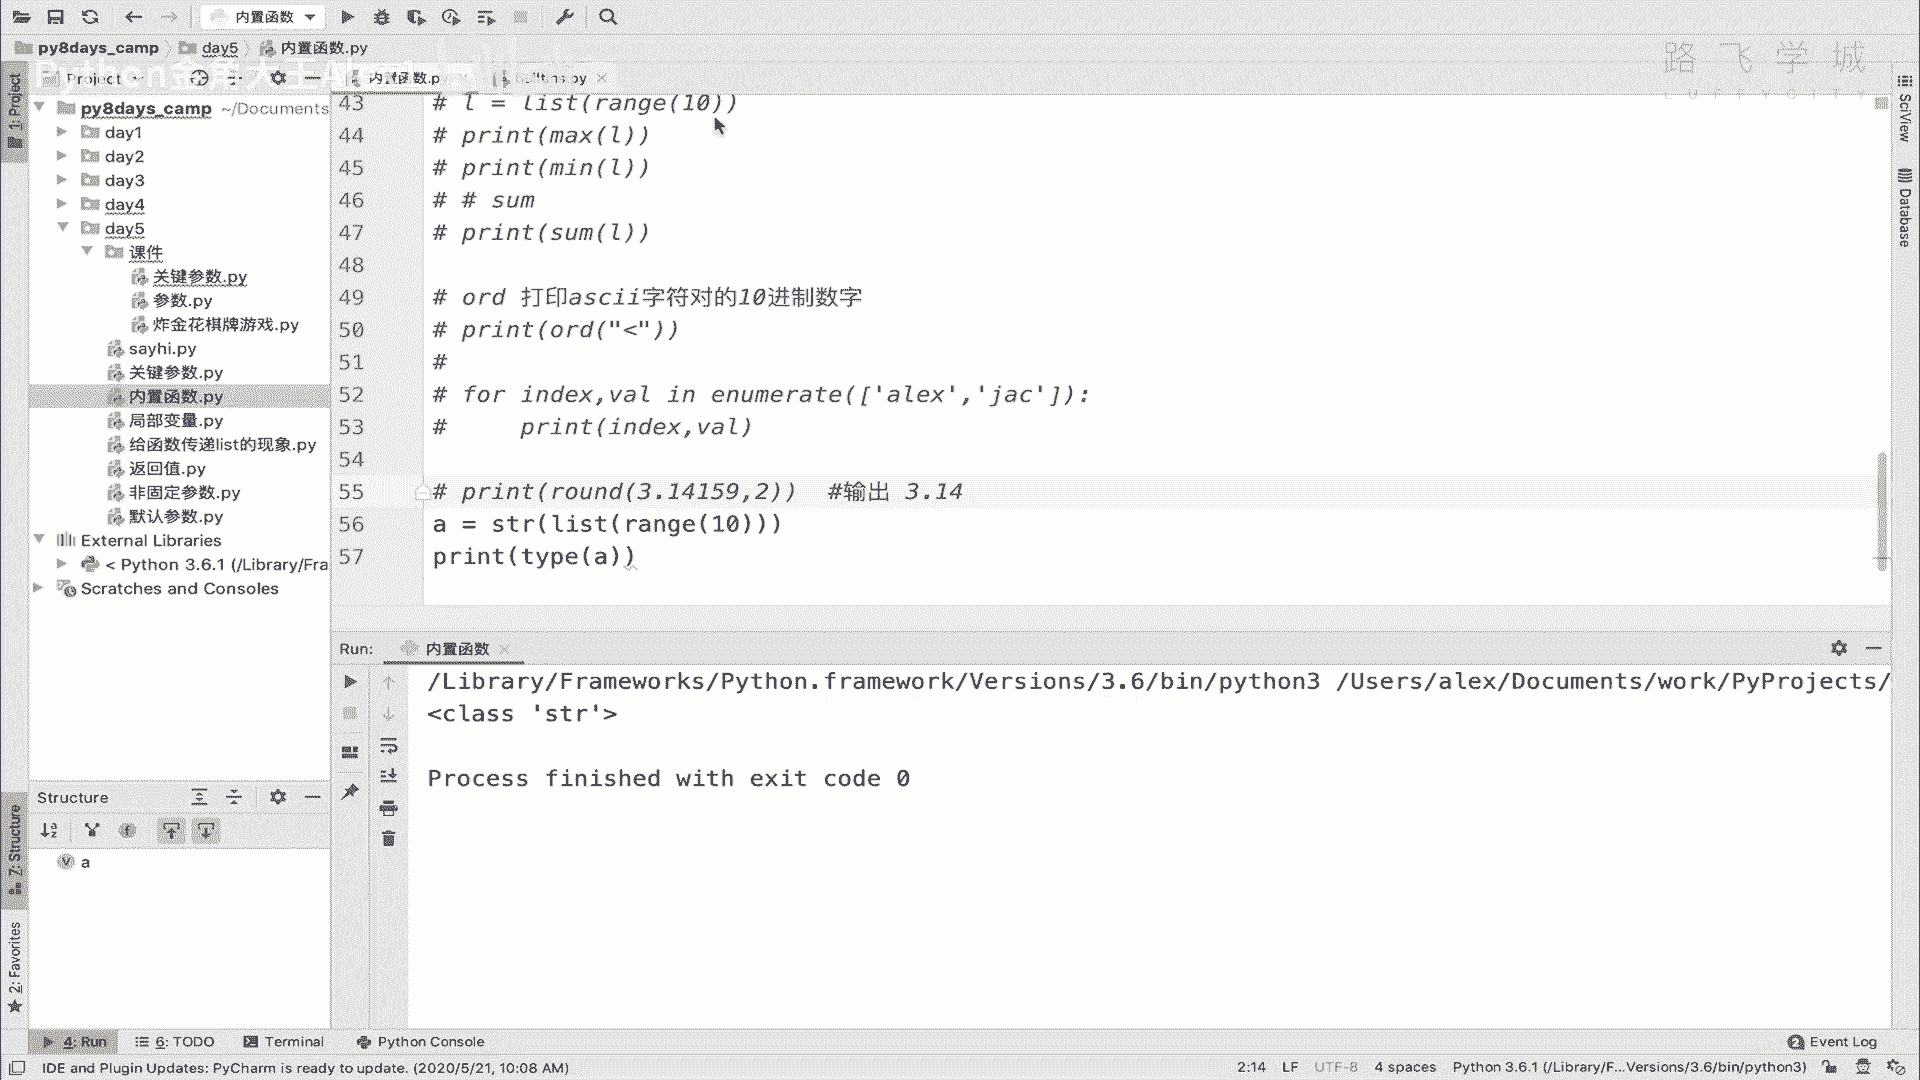 内置函数
py8days_camp day5 内置函数.py
路飞学城
LUFFYCITY
Python金角大王Alex
Project
内置函数.py
builtins.py
1: Project
py8days_camp ~/Documents
day1
day2
day3
day4
day5
课件
关键参数.py
参数.py
炸金花棋牌游戏.py
sayhi.py
关键参数.py
内置函数.py
局部变量.py
给函数传递list的现象.py
返回值.py
非固定参数.py
默认参数.py
External Libraries
< Python 3.6.1 (/Library/Fra
Scratches and Consoles
43 # l = list(range(10))
44 # print(max(l))
45 # print(min(l))
46 # # sum
47 # print(sum(l))
48
49 # ord 打印ascii字符对的10进制数字
50 # print(ord("<"))
51 #
52 # for index,val in enumerate(['alex','jac']):
53 #     print(index,val)
54
55 # print(round(3.14159,2))  #输出 3.14
56 a = str(list(range(10)))
57 print(type(a))
SciView
Database
Run: 内置函数
/Library/Frameworks/Python.framework/Versions/3.6/bin/python3 /Users/alex/Documents/work/PyProjects/
<class 'str'>
Process finished with exit code 0
Structure
a
7: Structure
2: Favorites
4: Run
6: TODO
Terminal
Python Console
Event Log
IDE and Plugin Updates: PyCharm is ready to update. (2020/5/21, 10:08 AM)
2:14 LF UTF-8 4 spaces Python 3.6.1 (/Library/F...Versions/3.6/bin/python3)